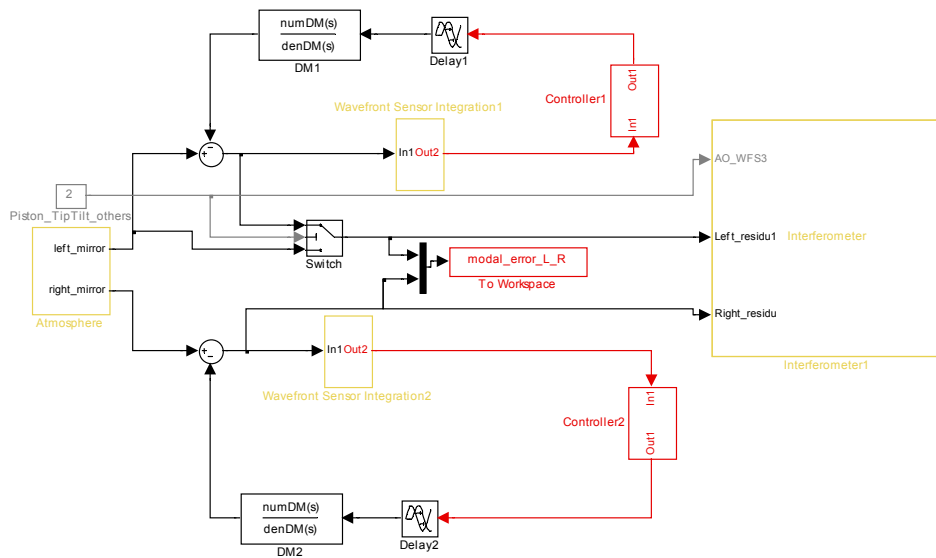 numDM(s)
denDM(s)
DM1
Delay1
Controller1
Out1
In1
Wavefront Sensor Integration1
In1 Out2
+
−
AO_WFS3
2
Piston_TipTilt_others
left_mirror
right_mirror
Atmosphere
Switch
modal_error_L_R
To Workspace
Left_residu1
Interferometer
Right_residu
Interferometer1
+
−
In1 Out2
Wavefront Sensor Integration2
Controller2
In1
Out1
numDM(s)
denDM(s)
DM2
Delay2